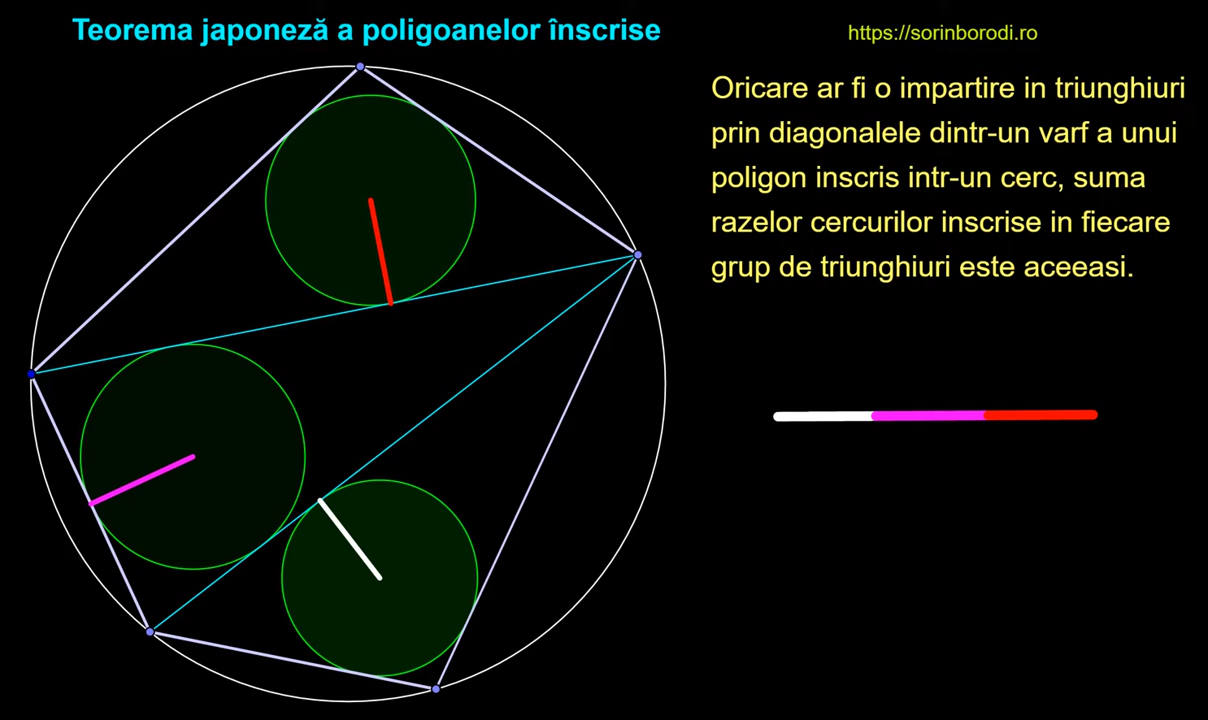 Teorema japoneză a poligoanelor înscrise
https://sorinborodi.ro
Oricare ar fi o impartire in triunghiuri
prin diagonalele dintr-un varf a unui
poligon inscris intr-un cerc, suma
razelor cercurilor inscrise in fiecare
grup de triunghiuri este aceeasi.